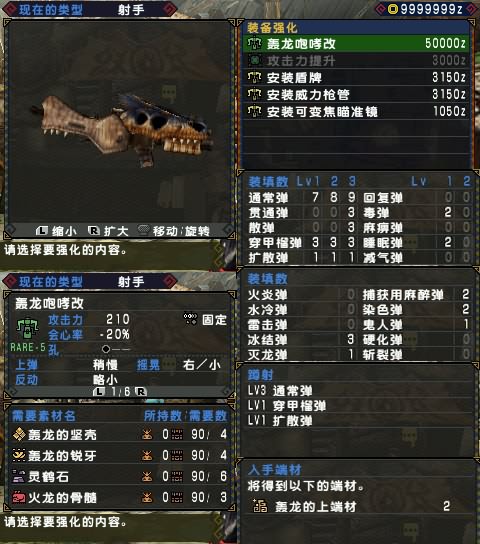 现在的类型 射手
9999999z
装备强化
轰龙咆哮改 50000z
攻击力提升 3000z
安装盾牌 3150z
安装威力枪管 3150z
安装可变焦瞄准镜 1050z
L 缩小 R 扩大 移动/旋转
请选择要强化的内容。
装填数 Lv1 2 3 Lv 1 2
通常弹 7 8 9 回复弹 0 0
贯通弹 0 0 3 毒弹 2 0
散弹 0 0 3 麻痹弹 0 0
穿甲榴弹 3 3 3 睡眠弹 2 0
扩散弹 1 1 1 减气弹 0 0
现在的类型 射手
轰龙咆哮改
攻击力 210 固定
会心率 -20%
RARE-5 孔 ○――
上弹 稍慢 摇晃 右/小
反动 略小
L 1/6 R
装填数
火炎弹 0 捕获用麻醉弹 2
水冷弹 0 染色弹 2
雷击弹 0 鬼人弹 1
冰结弹 3 硬化弹 0
灭龙弹 1 斩裂弹 0
蹲射
LV3 通常弹
LV1 穿甲榴弹
LV1 扩散弹
需要素材名 所持数/需要数
轰龙的坚壳 0 90/ 4
轰龙的锐牙 0 90/ 4
灵鹤石 0 90/ 6
火龙的骨髓 0 90/ 3
请选择要强化的内容。
入手端材
将得到以下的端材。
轰龙的上端材 2